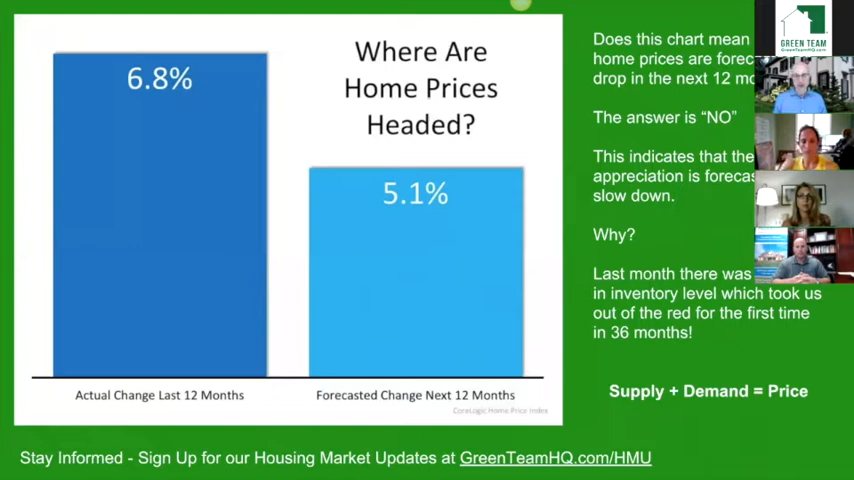 Where Are
Home Prices
Headed?
6.8%
5.1%
Actual Change Last 12 Months
Forecasted Change Next 12 Months
CoreLogic Home Price Index
Does this chart mean
home prices are forec
drop in the next 12 mo
The answer is “NO”
This indicates that the
appreciation is forecas
slow down.
Why?
Last month there was
in inventory level which took us
out of the red for the first time
in 36 months!
Supply + Demand = Price
Stay Informed - Sign Up for our Housing Market Updates at GreenTeamHQ.com/HMU
GREEN TEAM
GreenTeamHQ.com